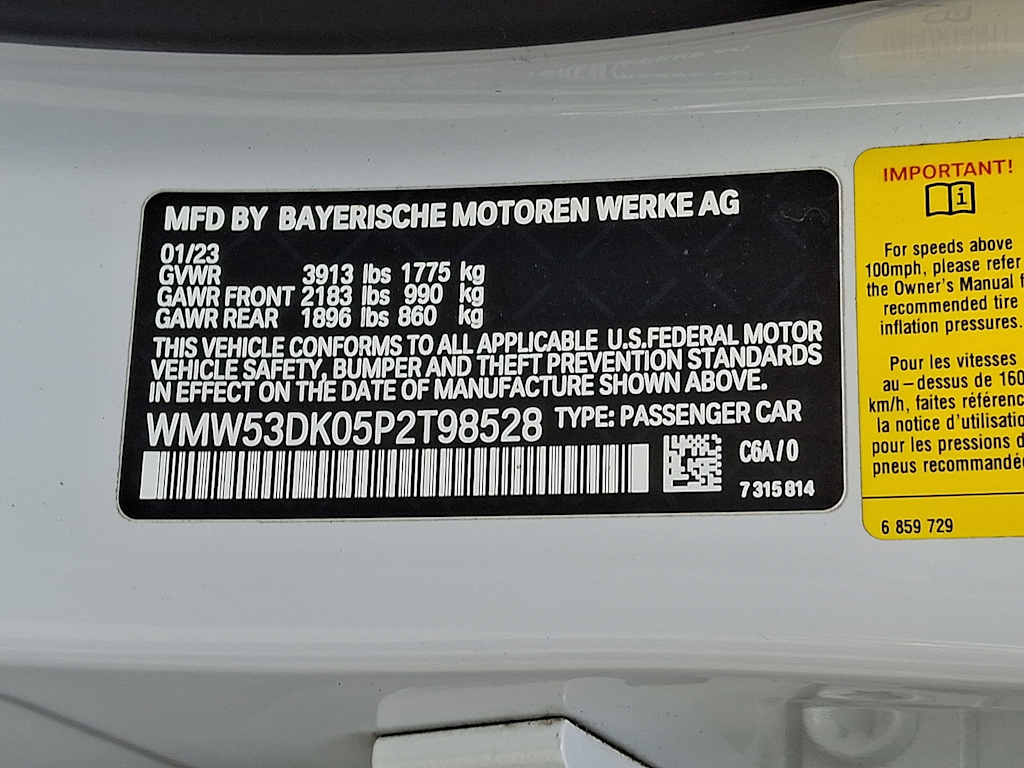 MFD BY BAYERISCHE MOTOREN WERKE AG
01/23
GVWR 3913 lbs 1775 kg
GAWR FRONT 2183 lbs 990 kg
GAWR REAR 1896 lbs 860 kg
THIS VEHICLE CONFORMS TO ALL APPLICABLE U.S.FEDERAL MOTOR
VEHICLE SAFETY, BUMPER AND THEFT PREVENTION STANDARDS
IN EFFECT ON THE DATE OF MANUFACTURE SHOWN ABOVE.
WMW53DK05P2T98528 TYPE: PASSENGER CAR
C6A/0
7 315 814
IMPORTANT!
i
For speeds above
100mph, please refer
the Owner's Manual
recommended tire
inflation pressures.
Pour les vitesses
au-dessus de 160
km/h, faites
la notice d'utilisation
pour les pressions
pneus
6 859 729